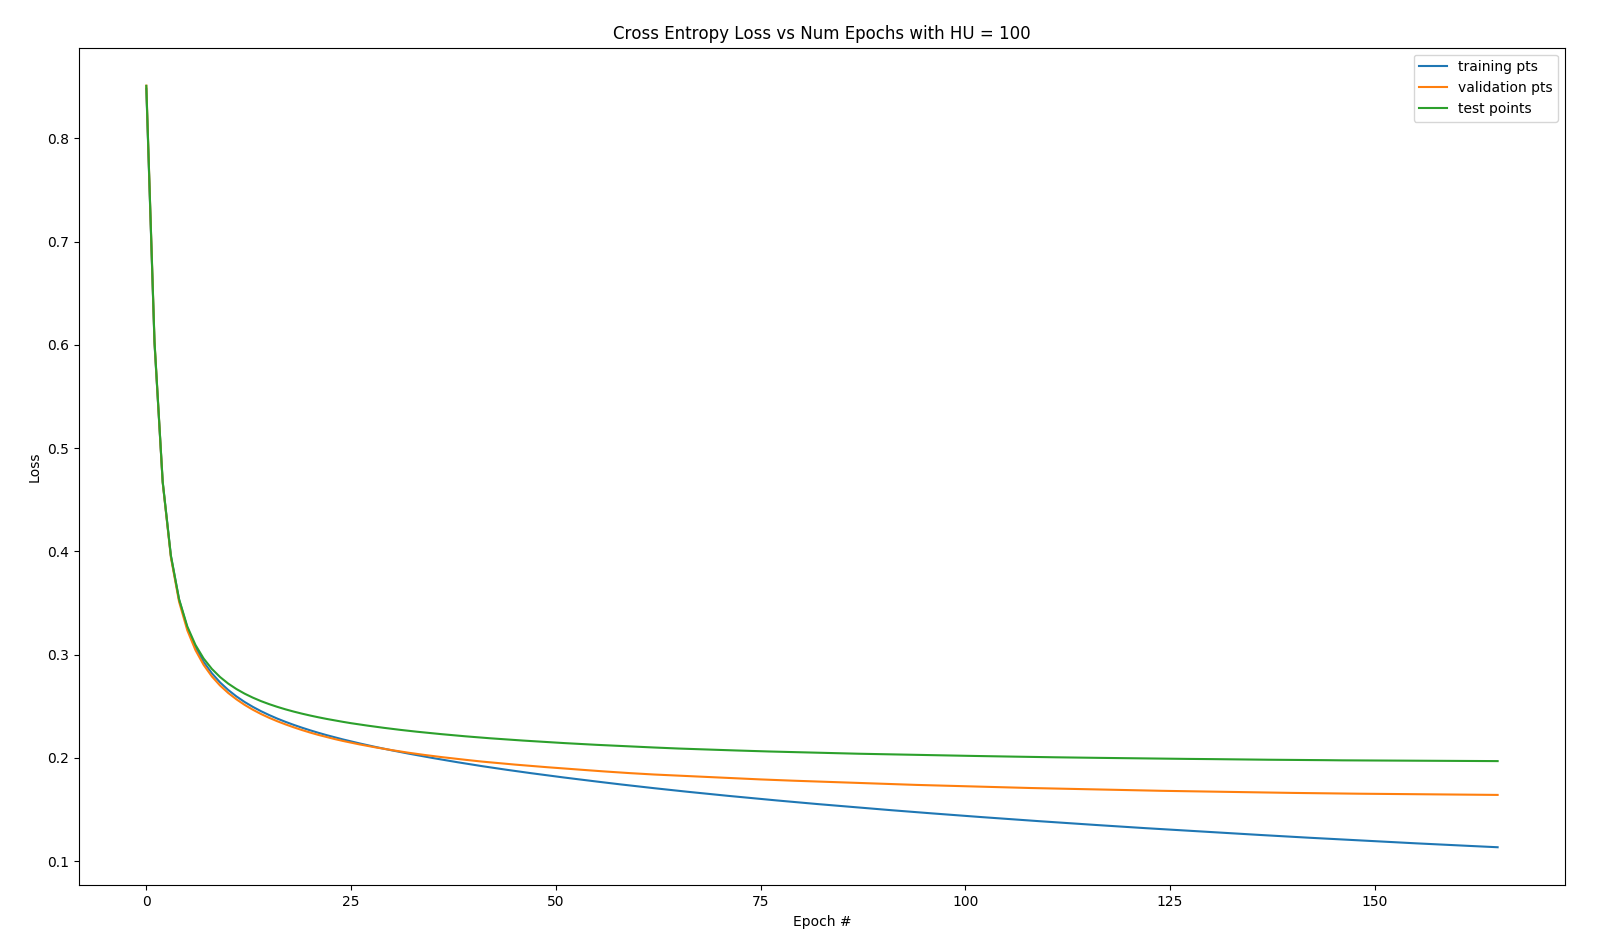 Cross Entropy Loss vs Num Epochs with HU = 100
training pts
validation pts
test points
0.8
0.7
0.6
0.5
0.4
0.3
0.2
0.1
Loss
0 25 50 75 100 125 150
Epoch #